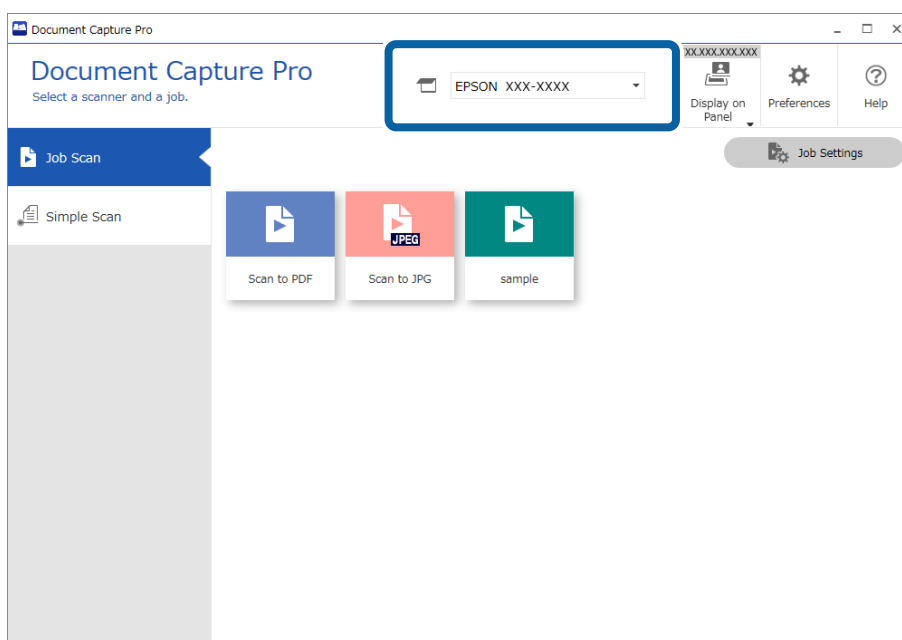 Document Capture Pro
Document Capture Pro
Select a scanner and a job.
EPSON XXX-XXXX
XX.XXX.XXX.XXX
Display on
Panel
Preferences
Help
Job Scan
Job Settings
Simple Scan
JPEG
Scan to PDF
Scan to JPG
sample